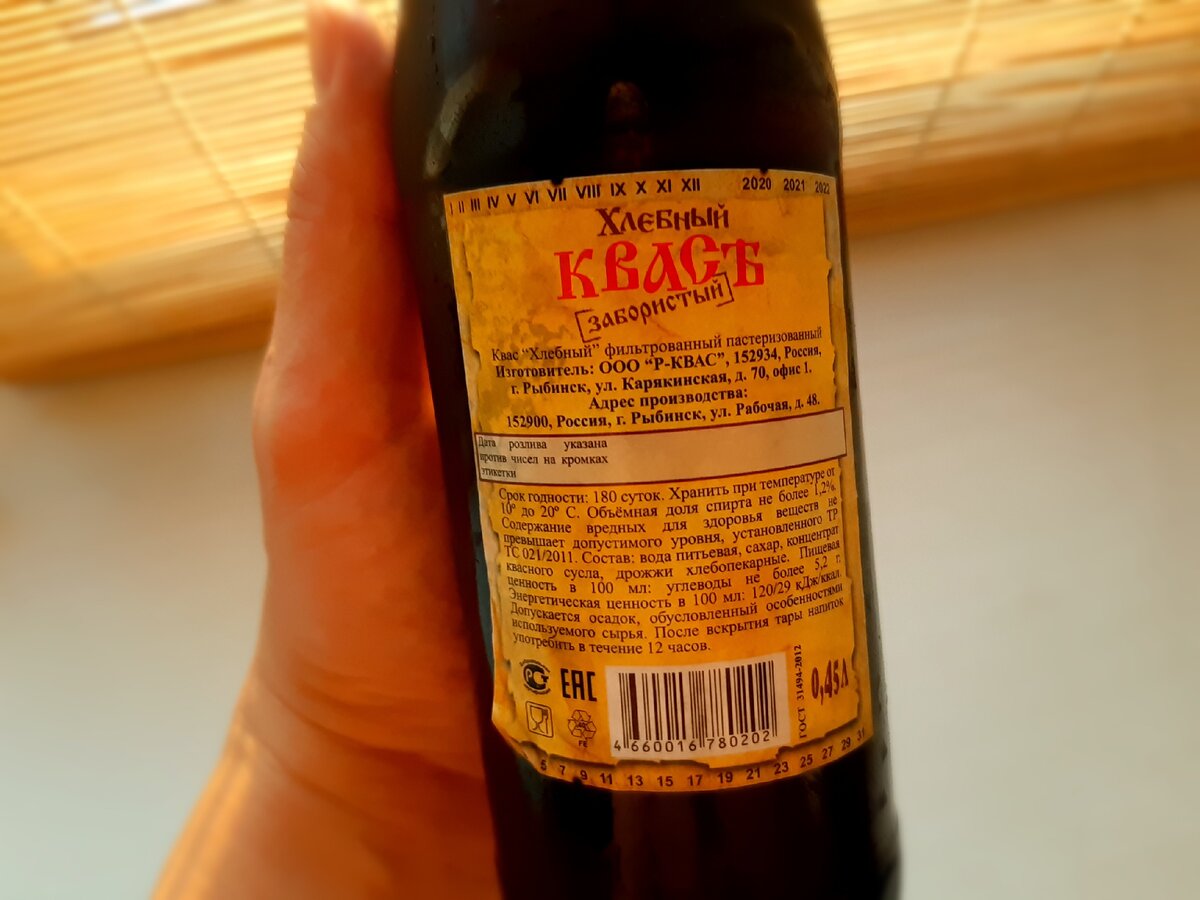 I II III IV V VI VII VIII IX X XI XII 2020 2021 2022
Хлебный
КВАСЪ
[забористый]
Квас "Хлебный" фильтрованный пастеризованный
Изготовитель: ООО "Р-КВАС", 152934, Россия,
г. Рыбинск, ул. Карякинская, д. 70, офис 1.
Адрес производства:
152900, Россия, г. Рыбинск, ул. Рабочая, д. 48.
Дата розлива указана
против чисел на кромках
этикетки
Срок годности: 180 суток. Хранить при температуре от
10° до 20° С. Объёмная доля спирта не более 1,2%.
Содержание вредных для здоровья веществ не
превышает допустимого уровня, установленного ТР
ТС 021/2011. Состав: вода питьевая, сахар, концентрат
квасного сусла, дрожжи хлебопекарные. Пищевая
ценность в 100 мл: углеводы не более 5,2 г.
Энергетическая ценность в 100 мл: 120/29 кДж/ккал.
Допускается осадок, обусловленный особенностями
используемого сырья. После вскрытия тары напиток
употребить в течение 12 часов.
РСТ ЕАС
FE
4 660016 780202
ГОСТ 31494-2012
0,45Л
5 7 9 11 13 15 17 19 21 23 25 27 29 31